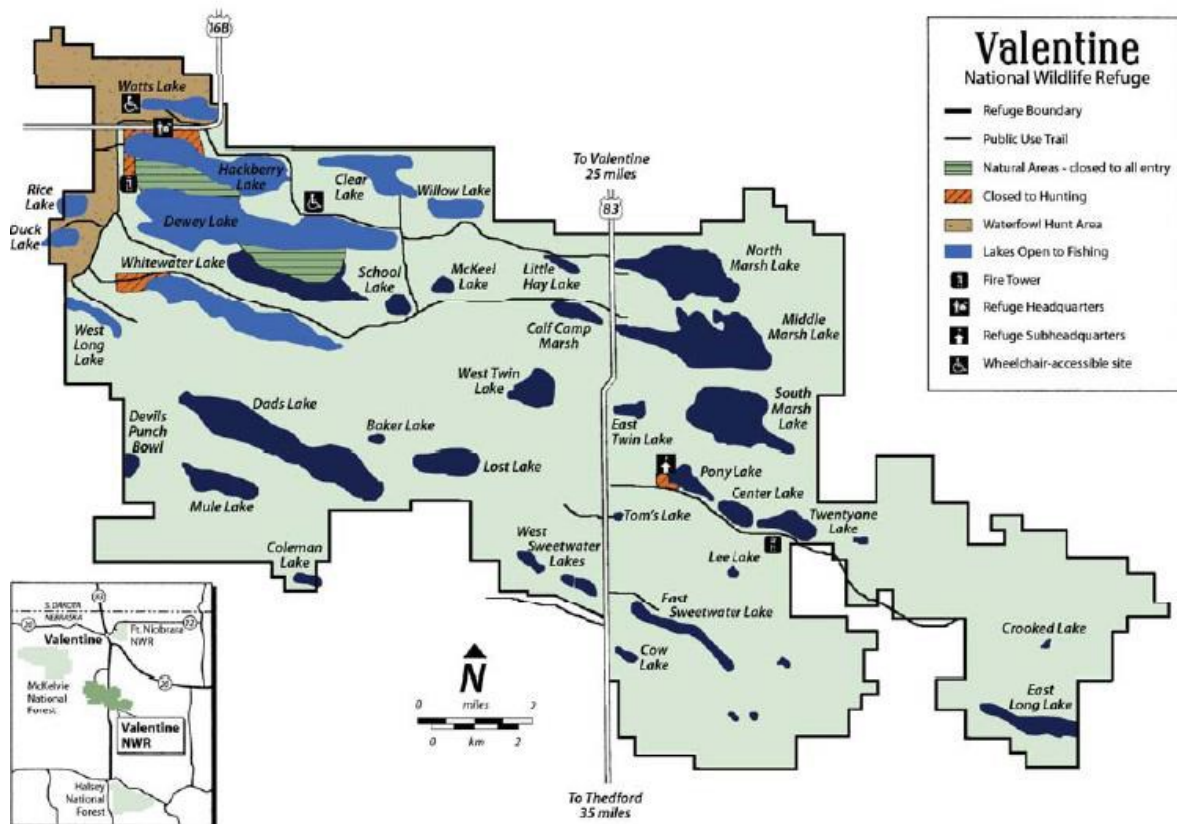 16B
Watts Lake
Hackberry
Lake
Clear
Lake
Willow Lake
Rice
Lake
Duck
Lake
Dewey Lake
Whitewater Lake
School
Lake
McKeel
Lake
Little
Hay Lake
Calf Camp
Marsh
West Long
Lake
To Valentine
25 miles
83
North
Marsh Lake
Middle
Marsh Lake
South
Marsh
Lake
West Twin
Lake
East
Twin Lake
Dads Lake
Baker Lake
Lost Lake
Devils
Punch
Bowl
Mule Lake
Coleman
Lake
Pony Lake
Center Lake
Twentyone
Lake
Tom's Lake
West
Sweetwater
Lakes
Lee Lake
East
Sweetwater Lake
Cow
Lake
Crooked Lake
East
Long Lake
N
0 miles 2
0 km 2
To Thedford
35 miles
Valentine
National Wildlife Refuge
Refuge Boundary
Public Use Trail
Natural Areas - closed to all entry
Closed to Hunting
Waterfowl Hunt Area
Lakes Open to Fishing
Fire Tower
Refuge Headquarters
Refuge Subheadquarters
Wheelchair-accessible site
S. DAKOTA
NEBRASKA
20
Valentine
Ft. Niobrara
NWR
McKelvie
National
Forest
20
Valentine
NWR
Halsey
National
Forest